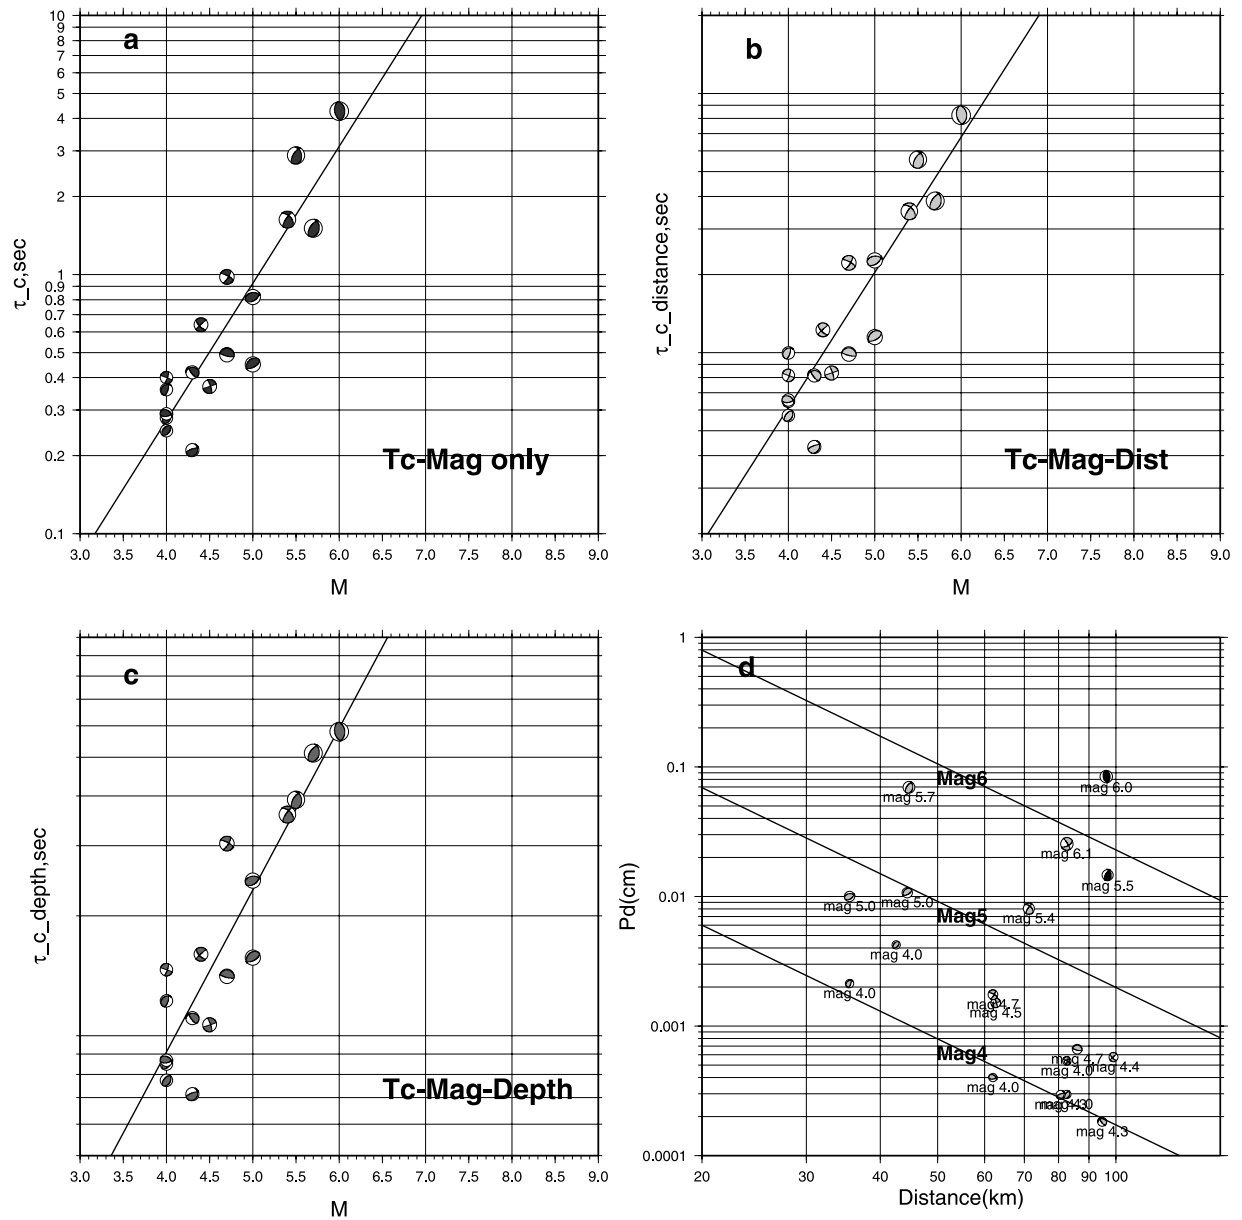 a
10
9
8
7
6
5
4
3
2
1
0.9
0.8
0.7
0.6
0.5
0.4
0.3
0.2
0.1
τ_c,sec
Tc-Mag only
3.0 3.5 4.0 4.5 5.0 5.5 6.0 6.5 7.0 7.5 8.0 8.5 9.0
M
b
τ_c_distance,sec
Tc-Mag-Dist
3.0 3.5 4.0 4.5 5.0 5.5 6.0 6.5 7.0 7.5 8.0 8.5 9.0
M
c
τ_c_depth,sec
Tc-Mag-Depth
3.0 3.5 4.0 4.5 5.0 5.5 6.0 6.5 7.0 7.5 8.0 8.5 9.0
M
d
1
0.1
0.01
0.001
0.0001
Pd(cm)
Mag6
mag 5.7
mag 6.0
mag 6.1
mag 5.5
mag 5.0
mag 5.0
Mag5
mag 5.4
mag 4.0
mag 4.0
mag 4.7
mag 4.5
Mag4
mag 4.7
mag 4.4
mag 4.0
mag 4.0
mag 4.3
20 30 40 50 60 70 80 90 100
Distance(km)